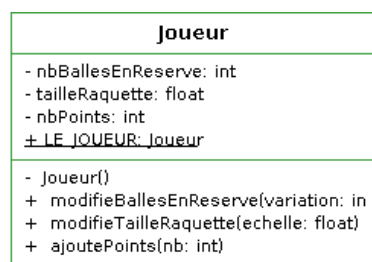 Joueur
- nbBallesEnReserve: int
- tailleRaquette: float
- nbPoints: int
+ LE_JOUEUR: Joueur
- Joueur()
+ modifieBallesEnReserve(variation: in
+ modifieTailleRaquette(echelle: float)
+ ajoutePoints(nb: int)